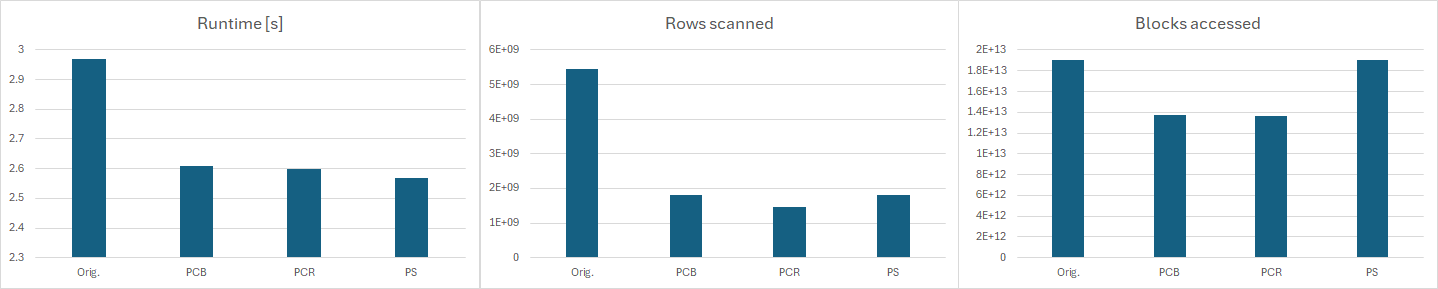 Runtime [s]
3
2.9
2.8
2.7
2.6
2.5
2.4
2.3
Orig. PCB PCR PS
Rows scanned
6E+09
5E+09
4E+09
3E+09
2E+09
1E+09
0
Orig. PCB PCR PS
Blocks accessed
2E+13
1.8E+13
1.6E+13
1.4E+13
1.2E+13
1E+13
8E+12
6E+12
4E+12
2E+12
0
Orig. PCB PCR PS